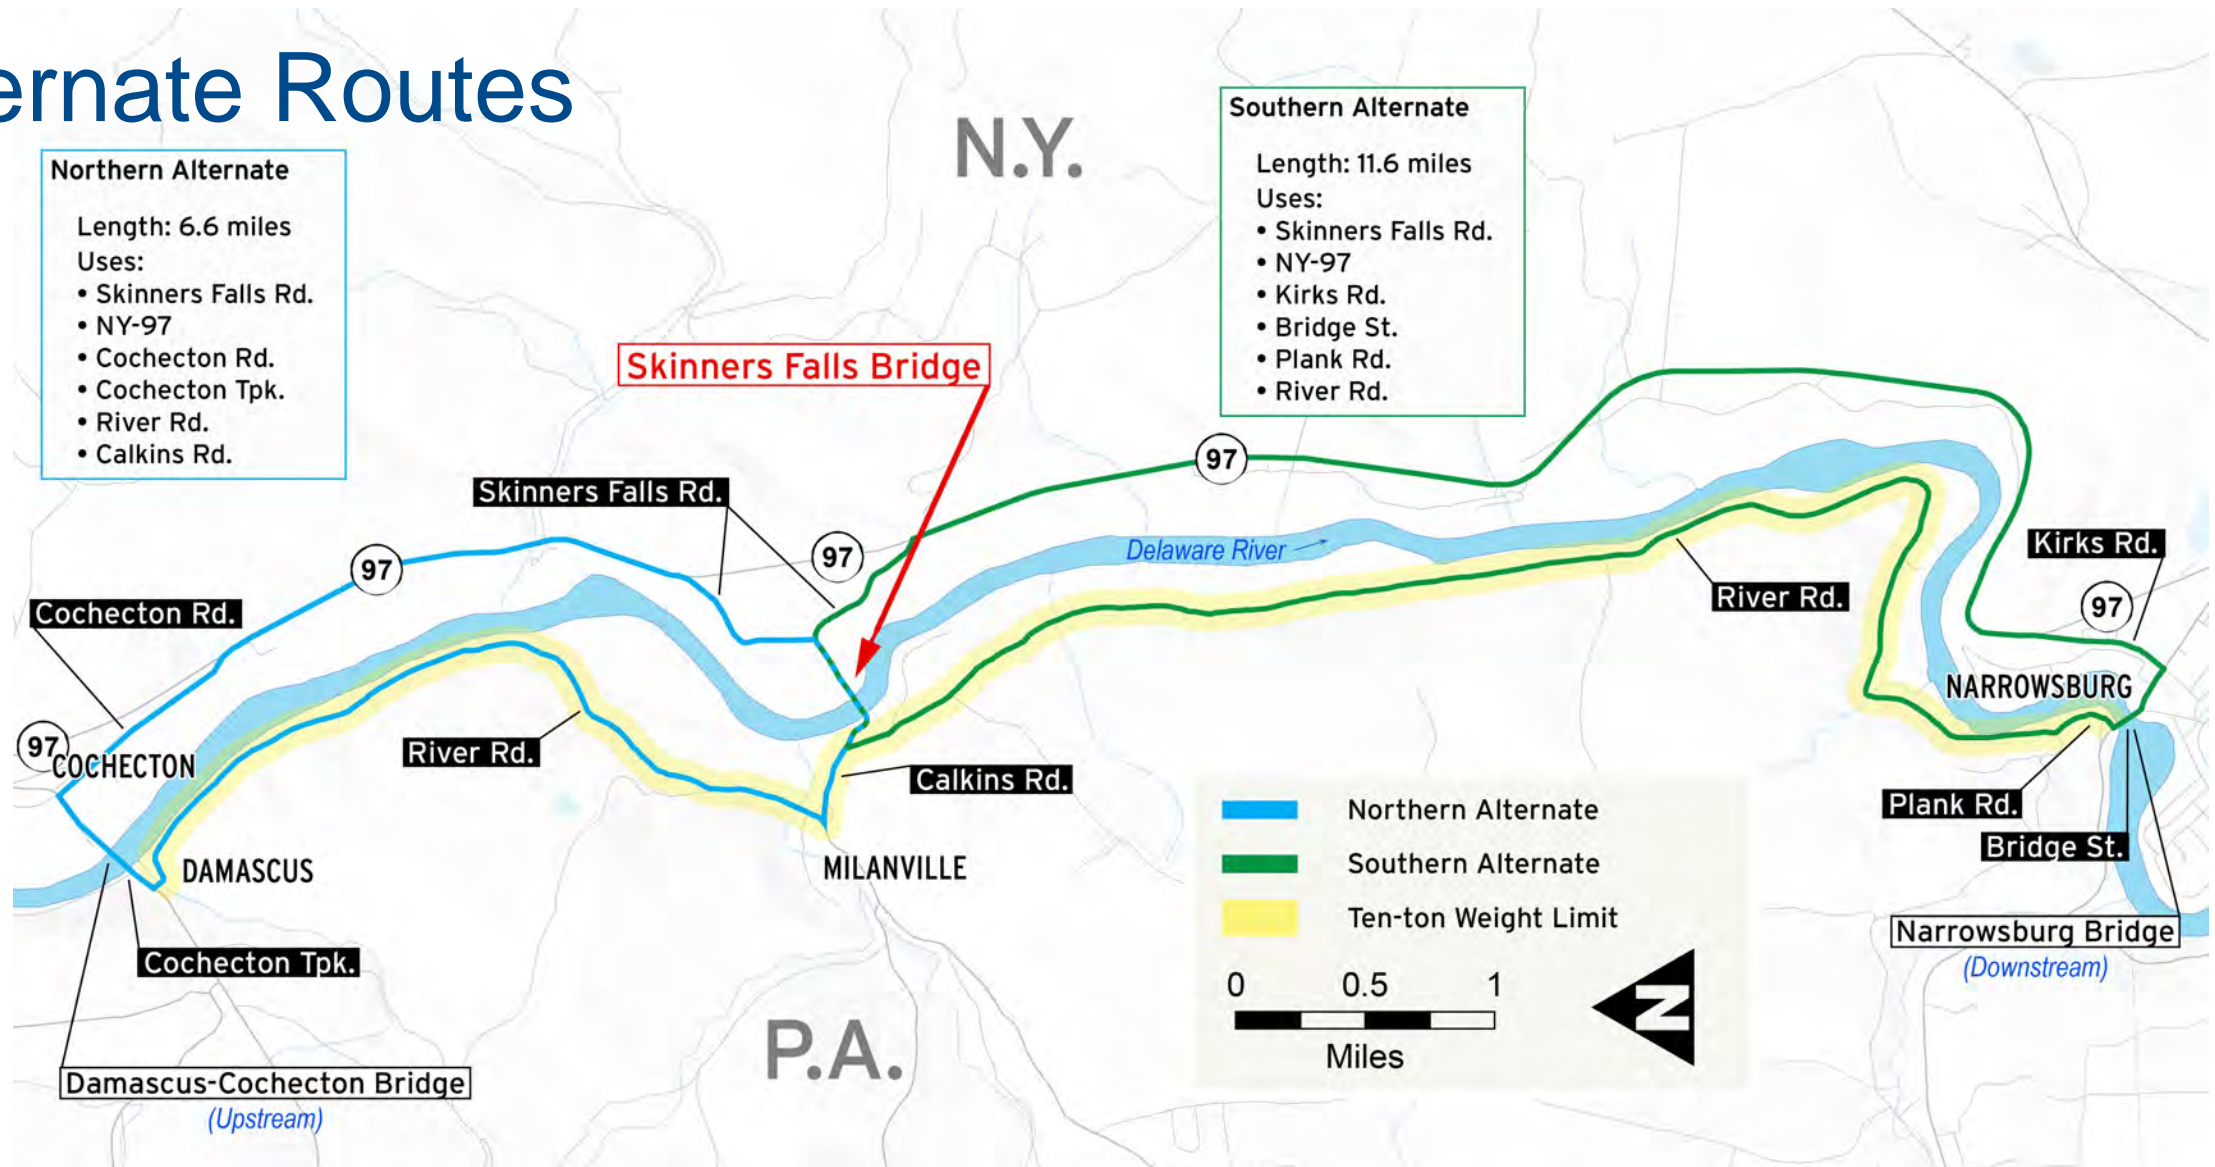 ernate Routes
Northern Alternate
Length: 6.6 miles
Uses:
• Skinners Falls Rd.
• NY-97
• Cochecton Rd.
• Cochecton Tpk.
• River Rd.
• Calkins Rd.
N.Y.
Southern Alternate
Length: 11.6 miles
Uses:
• Skinners Falls Rd.
• NY-97
• Kirks Rd.
• Bridge St.
• Plank Rd.
• River Rd.
Skinners Falls Bridge
Skinners Falls Rd.
97
97
97
Delaware River
Cochecton Rd.
River Rd.
Kirks Rd.
97
97
COCHECTON
River Rd.
Calkins Rd.
NARROWSBURG
DAMASCUS
MILANVILLE
Plank Rd.
Bridge St.
Cochecton Tpk.
Narrowsburg Bridge
(Downstream)
Damascus-Cochecton Bridge
(Upstream)
P.A.
Northern Alternate
Southern Alternate
Ten-ton Weight Limit
0 0.5 1
Miles
N